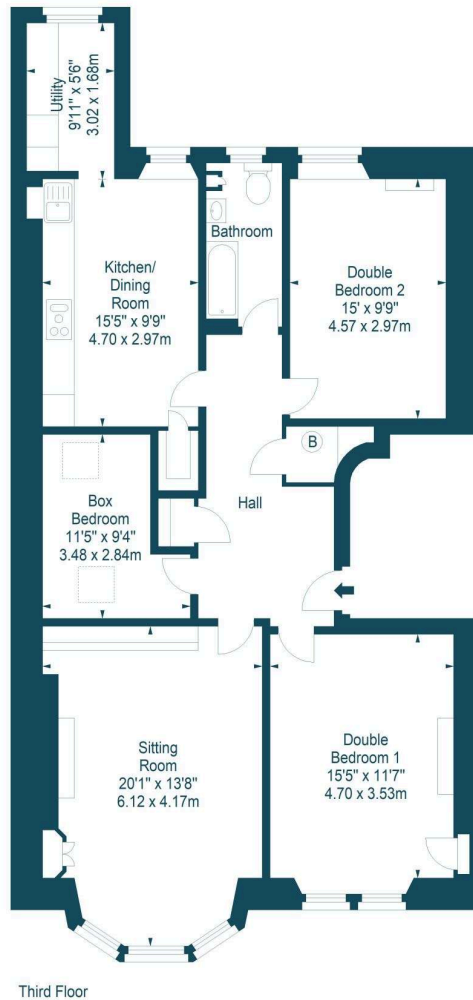 Utility
9'11" x 5'6"
3.02 x 1.68m
Kitchen/
Dining
Room
15'5" x 9'9"
4.70 x 2.97m
Bathroom
Double
Bedroom 2
15' x 9'9"
4.57 x 2.97m
B
Hall
Box
Bedroom
11'5" x 9'4"
3.48 x 2.84m
Sitting
Room
20'1" x 13'8"
6.12 x 4.17m
Double
Bedroom 1
15'5" x 11'7"
4.70 x 3.53m
Third Floor